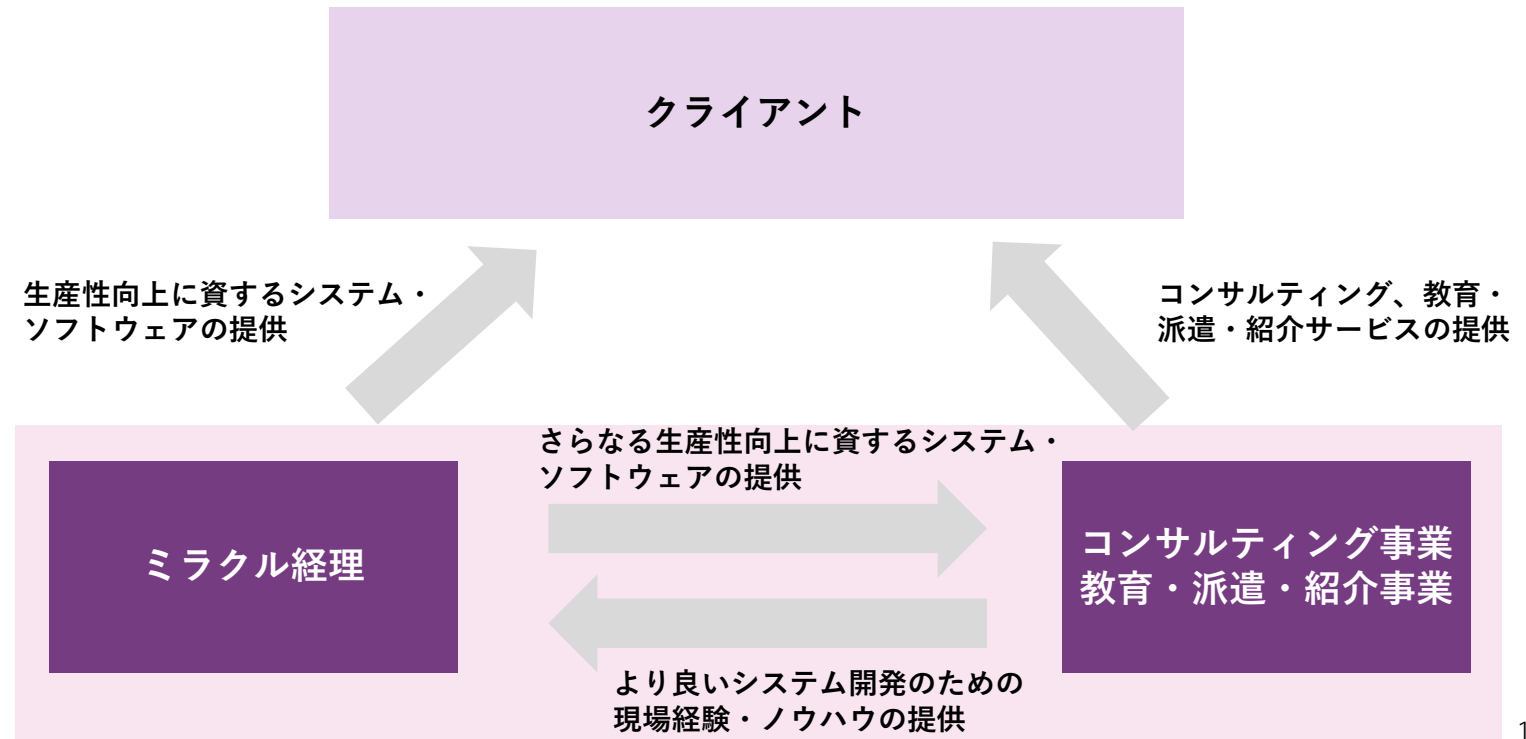 クライアント
生産性向上に資するシステム・
ソフトウェアの提供
コンサルティング、教育・
派遣・紹介サービスの提供
さらなる生産性向上に資するシステム・
ソフトウェアの提供
ミラクル経理
コンサルティング事業
教育・派遣・紹介事業
より良いシステム開発のための
現場経験・ノウハウの提供
1